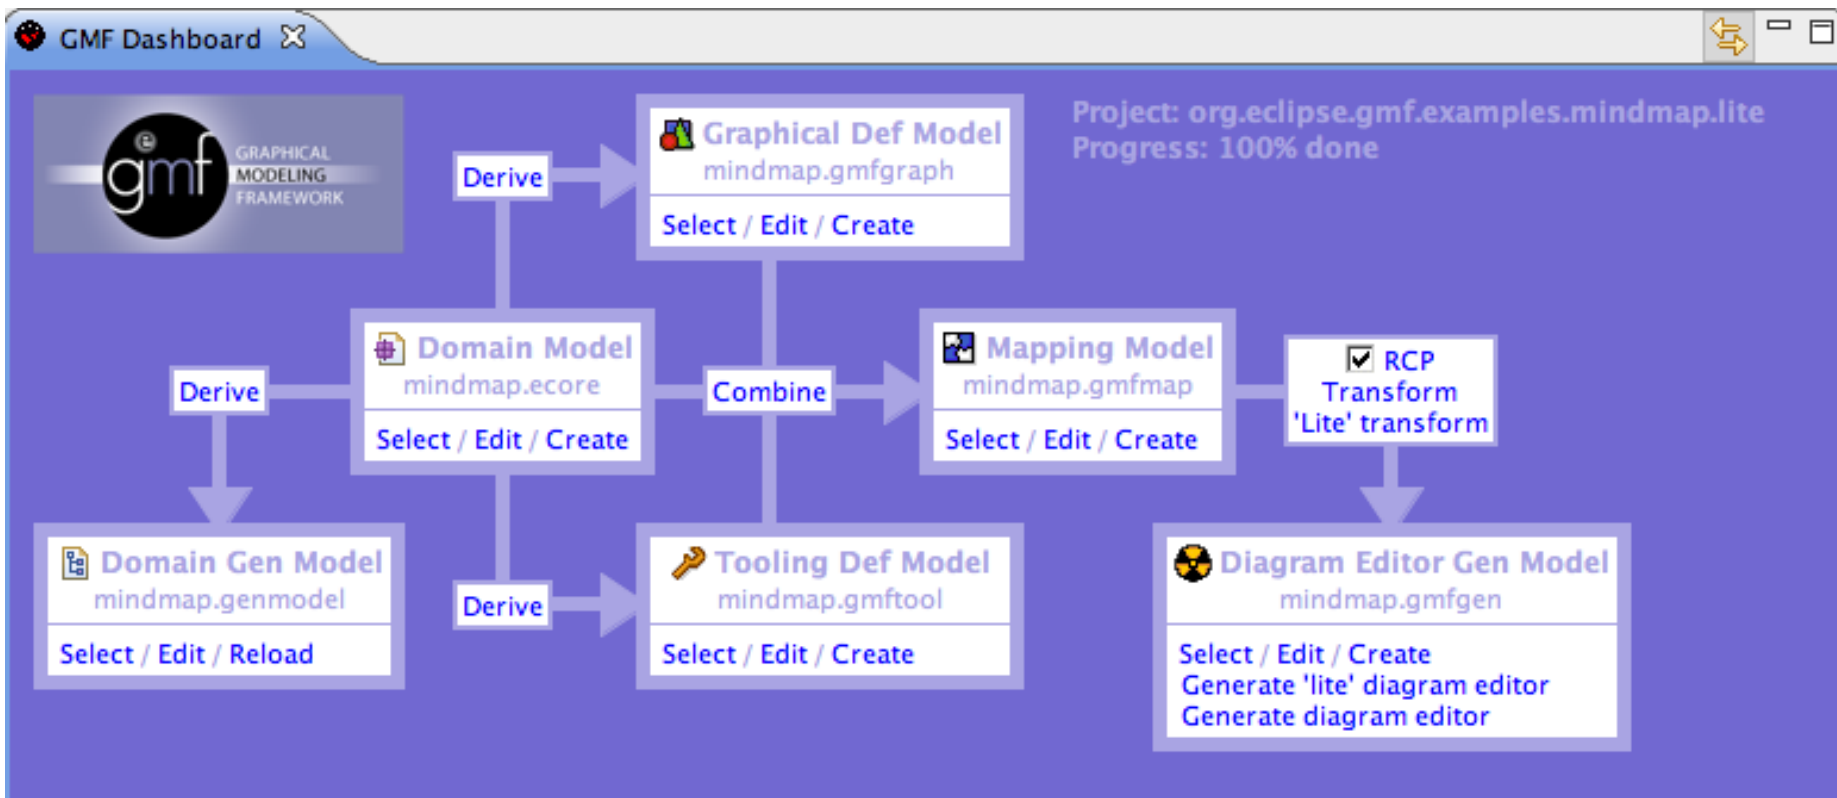 GMF Dashboard
gmf
GRAPHICAL
MODELING
FRAMEWORK
Project: org.eclipse.gmf.examples.mindmap.lite
Progress: 100% done
Derive
Graphical Def Model
mindmap.gmfgraph
Select / Edit / Create
Derive
Domain Model
mindmap.ecore
Select / Edit / Create
Combine
Mapping Model
mindmap.gmfmap
Select / Edit / Create
RCP
Transform
'Lite' transform
Domain Gen Model
mindmap.genmodel
Select / Edit / Reload
Derive
Tooling Def Model
mindmap.gmftool
Select / Edit / Create
Diagram Editor Gen Model
mindmap.gmfgen
Select / Edit / Create
Generate 'lite' diagram editor
Generate diagram editor